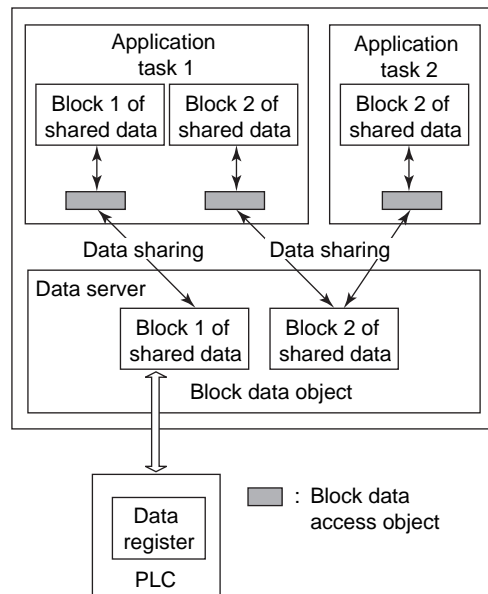 Application
task 1
Block 1 of
shared data
Block 2 of
shared data
Application
task 2
Block 2 of
shared data
Data sharing
Data sharing
Data server
Block 1 of
shared data
Block 2 of
shared data
Block data object
Data
register
PLC
: Block data
access object